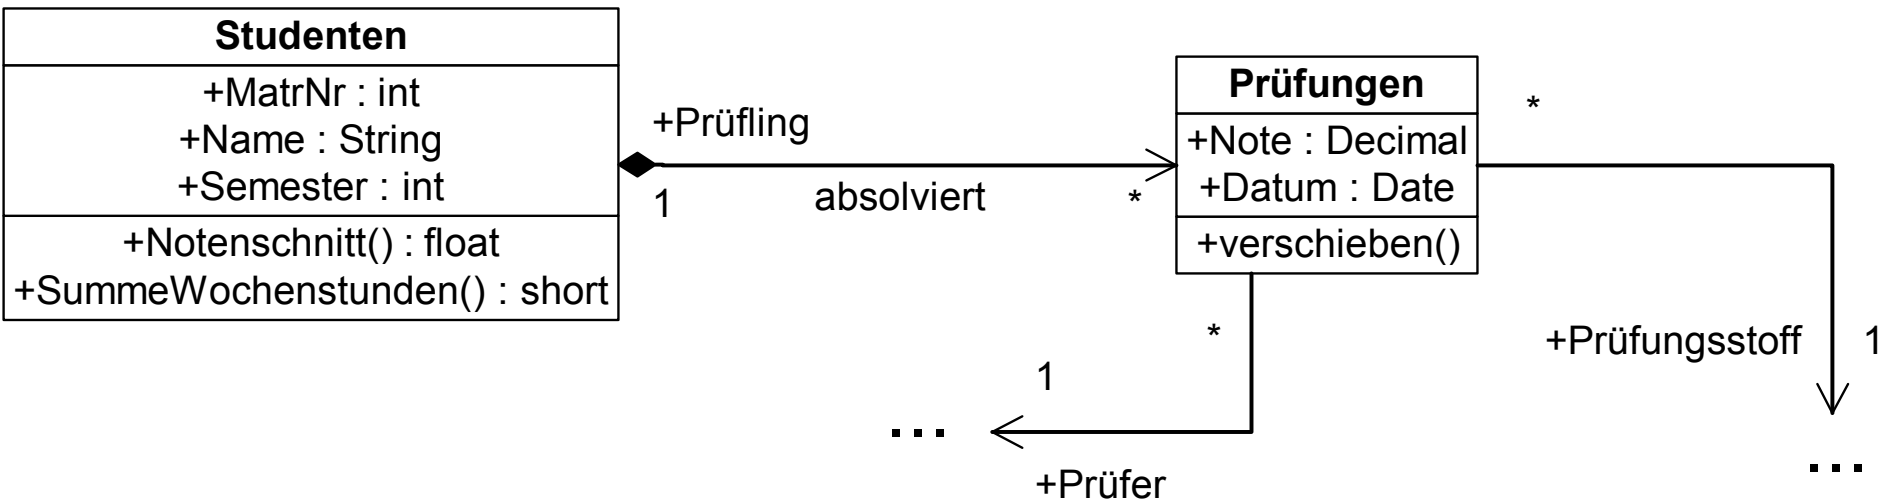 Studenten
+MatrNr : int
+Name : String
+Semester : int
+Notenschnitt() : float
+SummeWochenstunden() : short
+Prüfling
1
absolviert
*
Prüfungen
+Note : Decimal
+Datum : Date
+verschieben()
*
+Prüfungsstoff
1
...
*
1
...
+Prüfer